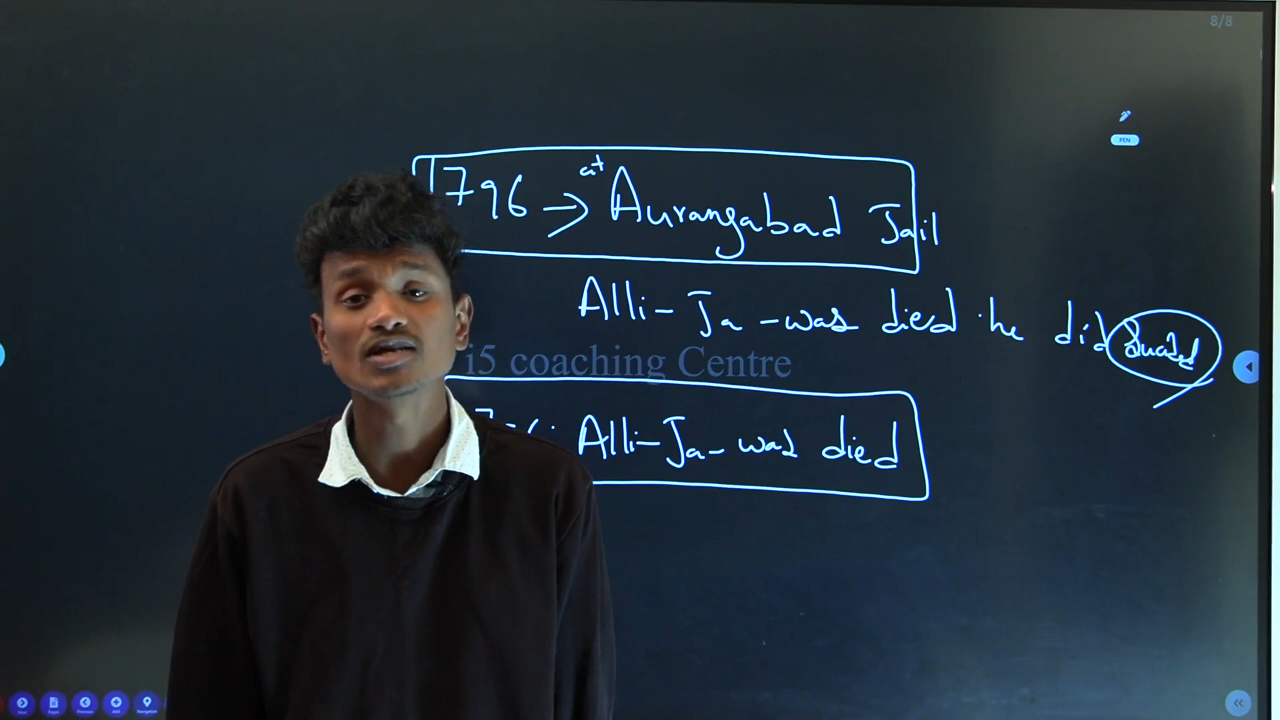 8/8
PEN
1796 → at Aurangabad Jail
Alli-Ja-was died he did
i5 coaching Centre
Alli-Ja-was died